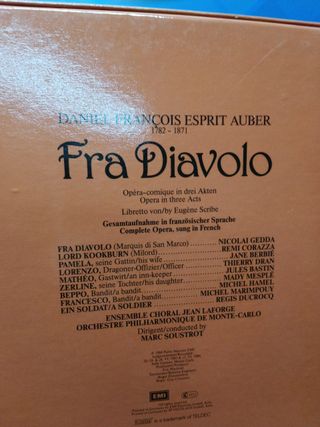 DANIEL FRANÇOIS ESPRIT AUBER
1782 - 1871
Fra Diavolo
Opéra-comique in drei Akten
Opera in three Acts
Libretto von/by Eugène Scribe
Gesamtaufnahme in französischer Sprache
Complete Opera, sung in French
FRA DIAVOLO (Marquis di San Marco) NICOLAI GEDDA
LORD KOOKBURN (Milord) REMI CORAZZA
PAMELA, seine Gattin/his wife JANE BERBIÉ
LORENZO, Dragoner-Offizier/Officer THIERRY DRAN
MATHÉO, Gastwirt/an inn-keeper JULES BASTIN
ZERLINE, seine Tochter/his daughter MADY MESPLÉ
BEPPO, Bandit/a bandit MICHEL HAMEL
FRANCESCO, Bandit/a bandit MICHEL MARIMPOUY
EIN SOLDAT/A SOLDIER REGIS DUCROCQ
ENSEMBLE CHORAL JEAN LAFORGE
ORCHESTRE PHILHARMONIQUE DE MONTE-CARLO
Dirigent/conducted by
MARC SOUSTROT
EMI
is a trademark of TELDEC